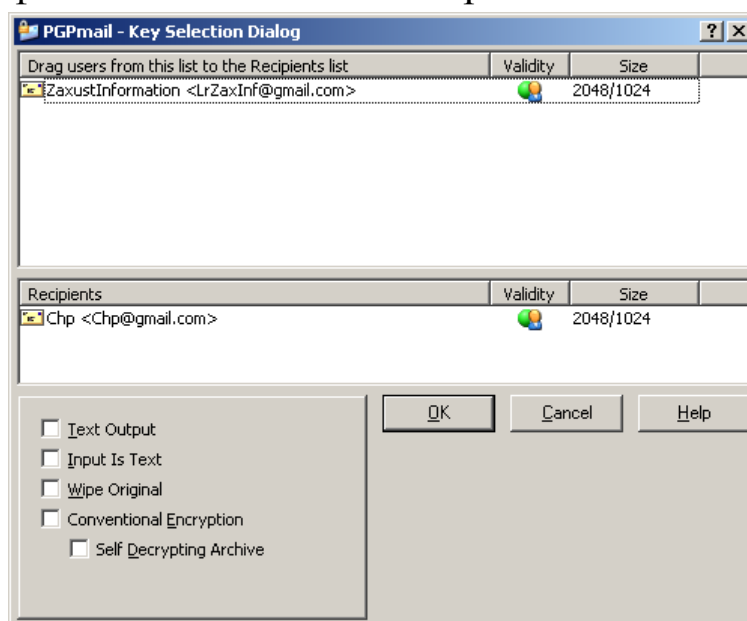 PGPmail - Key Selection Dialog
Drag users from this list to the Recipients list Validity Size
ZaxustInformation <LrZaxInf@gmail.com> 2048/1024
Recipients Validity Size
Chp <Chp@gmail.com> 2048/1024
OK Cancel Help
Text Output
Input Is Text
Wipe Original
Conventional Encryption
Self Decrypting Archive